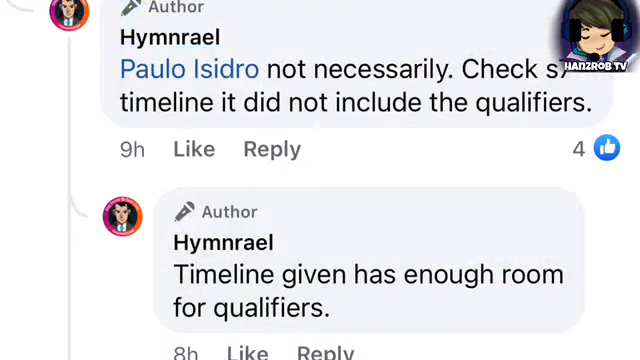 Author
Hymnrael
Paulo Isidro not necessarily. Check s7
timeline it did not include the qualifiers.
9h Like Reply 4
Author
Hymnrael
Timeline given has enough room
for qualifiers.
8h Like Reply
HANZROB TV